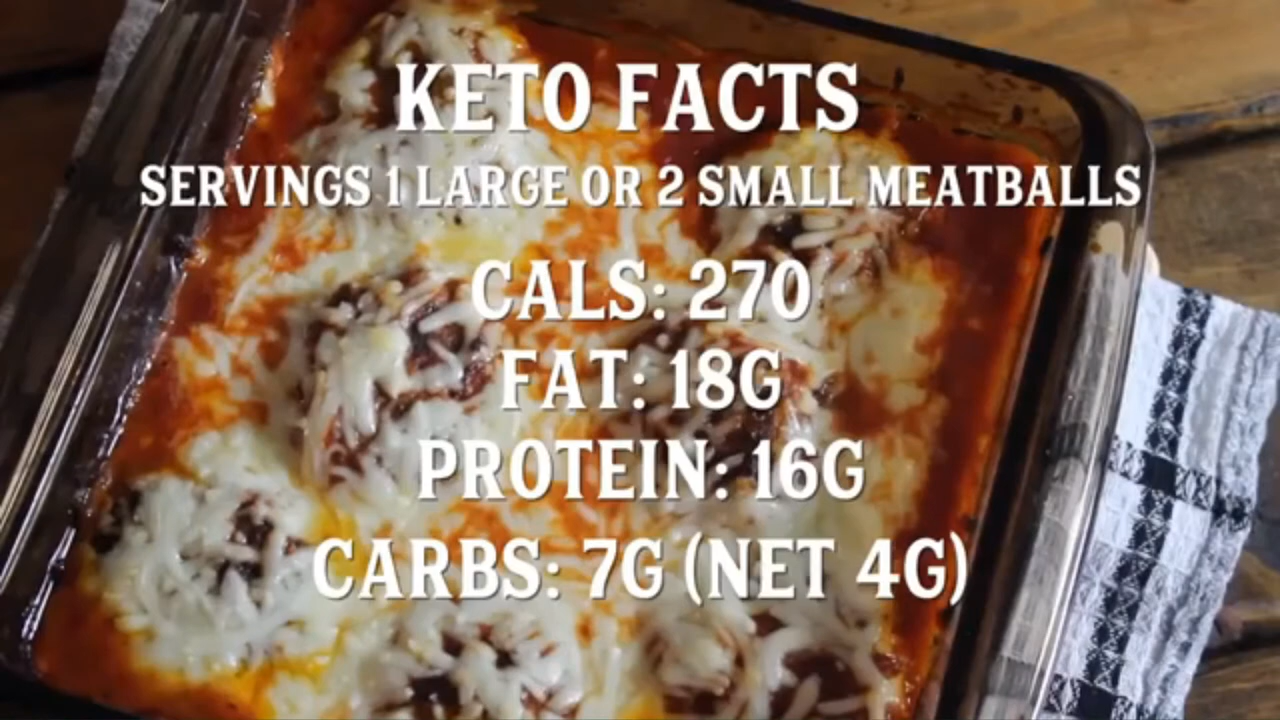 KETO FACTS
SERVINGS 1 LARGE OR 2 SMALL MEATBALLS
CALS: 270
FAT: 18G
PROTEIN: 16G
CARBS: 7G (NET 4G)